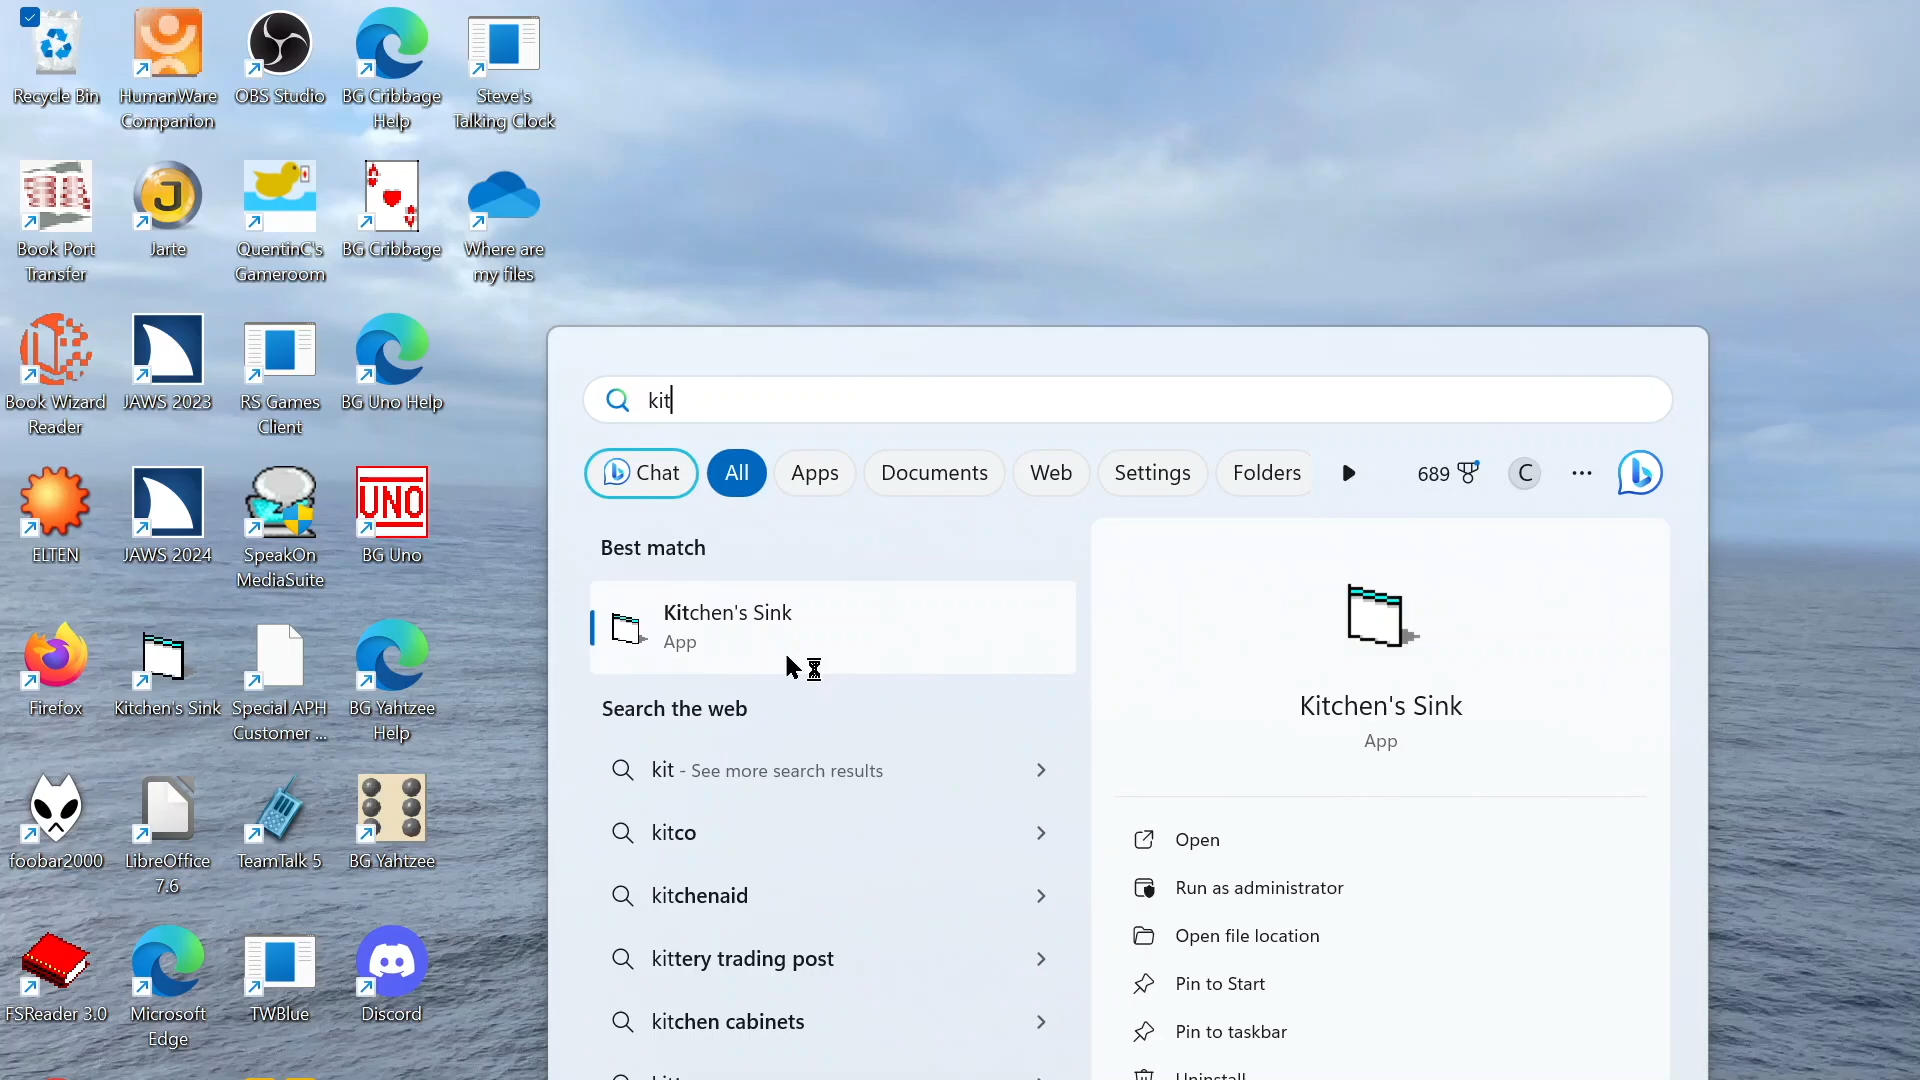 Recycle Bin
HumanWare
Companion
OBS Studio
BG Cribbage
Help
Steve's
Talking Clock
Book Port
Transfer
Jarte
QuentinC's
Gameroom
BG Cribbage
Where are
my files
Book Wizard
Reader
JAWS 2023
RS Games
Client
BG Uno Help
ELTEN
JAWS 2024
SpeakOn
MediaSuite
UNO
BG Uno
Firefox
Kitchen's Sink
Special APH
Customer ...
BG Yahtzee
Help
foobar2000
LibreOffice
7.6
TeamTalk 5
BG Yahtzee
FSReader 3.0
Microsoft
Edge
TWBlue
Discord
kit
Chat
All
Apps
Documents
Web
Settings
Folders
689
C
Best match
Kitchen's Sink
App
Search the web
kit - See more search results
kitco
kitchenaid
kittery trading post
kitchen cabinets
Kitchen's Sink
App
Open
Run as administrator
Open file location
Pin to Start
Pin to taskbar
Uninstall